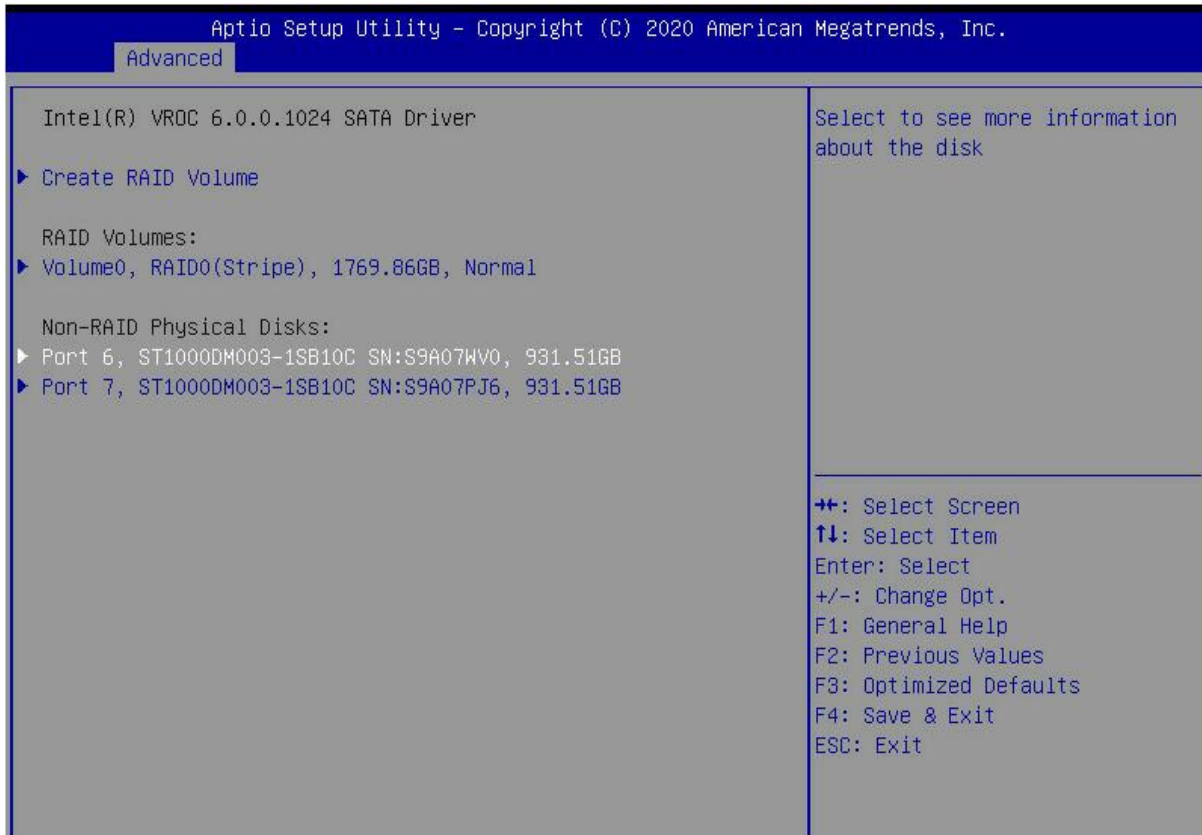 Aptio Setup Utility – Copyright (C) 2020 American Megatrends, Inc.
Advanced
Intel(R) VROC 6.0.0.1024 SATA Driver
Create RAID Volume
RAID Volumes:
Volume0, RAID0(Stripe), 1769.86GB, Normal
Non-RAID Physical Disks:
Port 6, ST1000DM003-1SB10C SN:S9A07WV0, 931.51GB
Port 7, ST1000DM003-1SB10C SN:S9A07PJ6, 931.51GB
Select to see more information
about the disk
→←: Select Screen
↑↓: Select Item
Enter: Select
+/-: Change Opt.
F1: General Help
F2: Previous Values
F3: Optimized Defaults
F4: Save & Exit
ESC: Exit